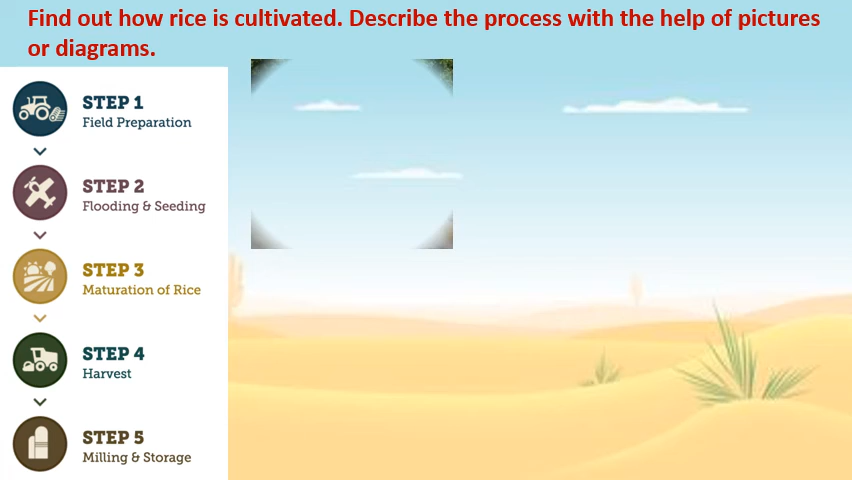 Find out how rice is cultivated. Describe the process with the help of pictures
or diagrams.
STEP 1
Field Preparation
STEP 2
Flooding & Seeding
STEP 3
Maturation of Rice
STEP 4
Harvest
STEP 5
Milling & Storage